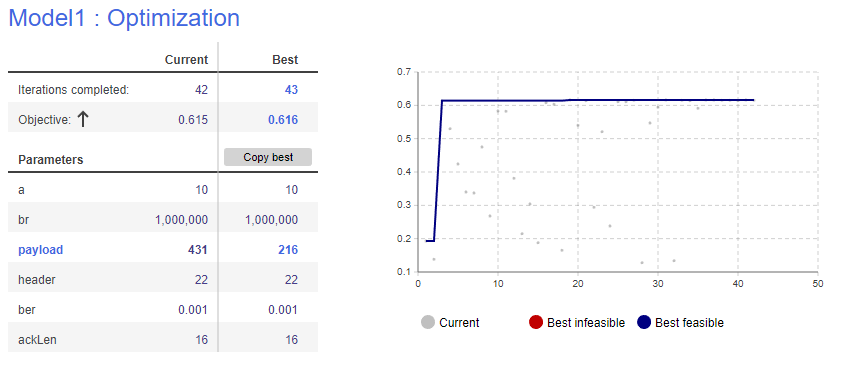 Model1 : Optimization
Current Best
Iterations completed: 42 43
Objective: 0.615 0.616
Parameters Copy best
a 10 10
br 1,000,000 1,000,000
payload 431 216
header 22 22
ber 0.001 0.001
ackLen 16 16
0.7
0.6
0.5
0.4
0.3
0.2
0.1
0 10 20 30 40 50
Current Best infeasible Best feasible